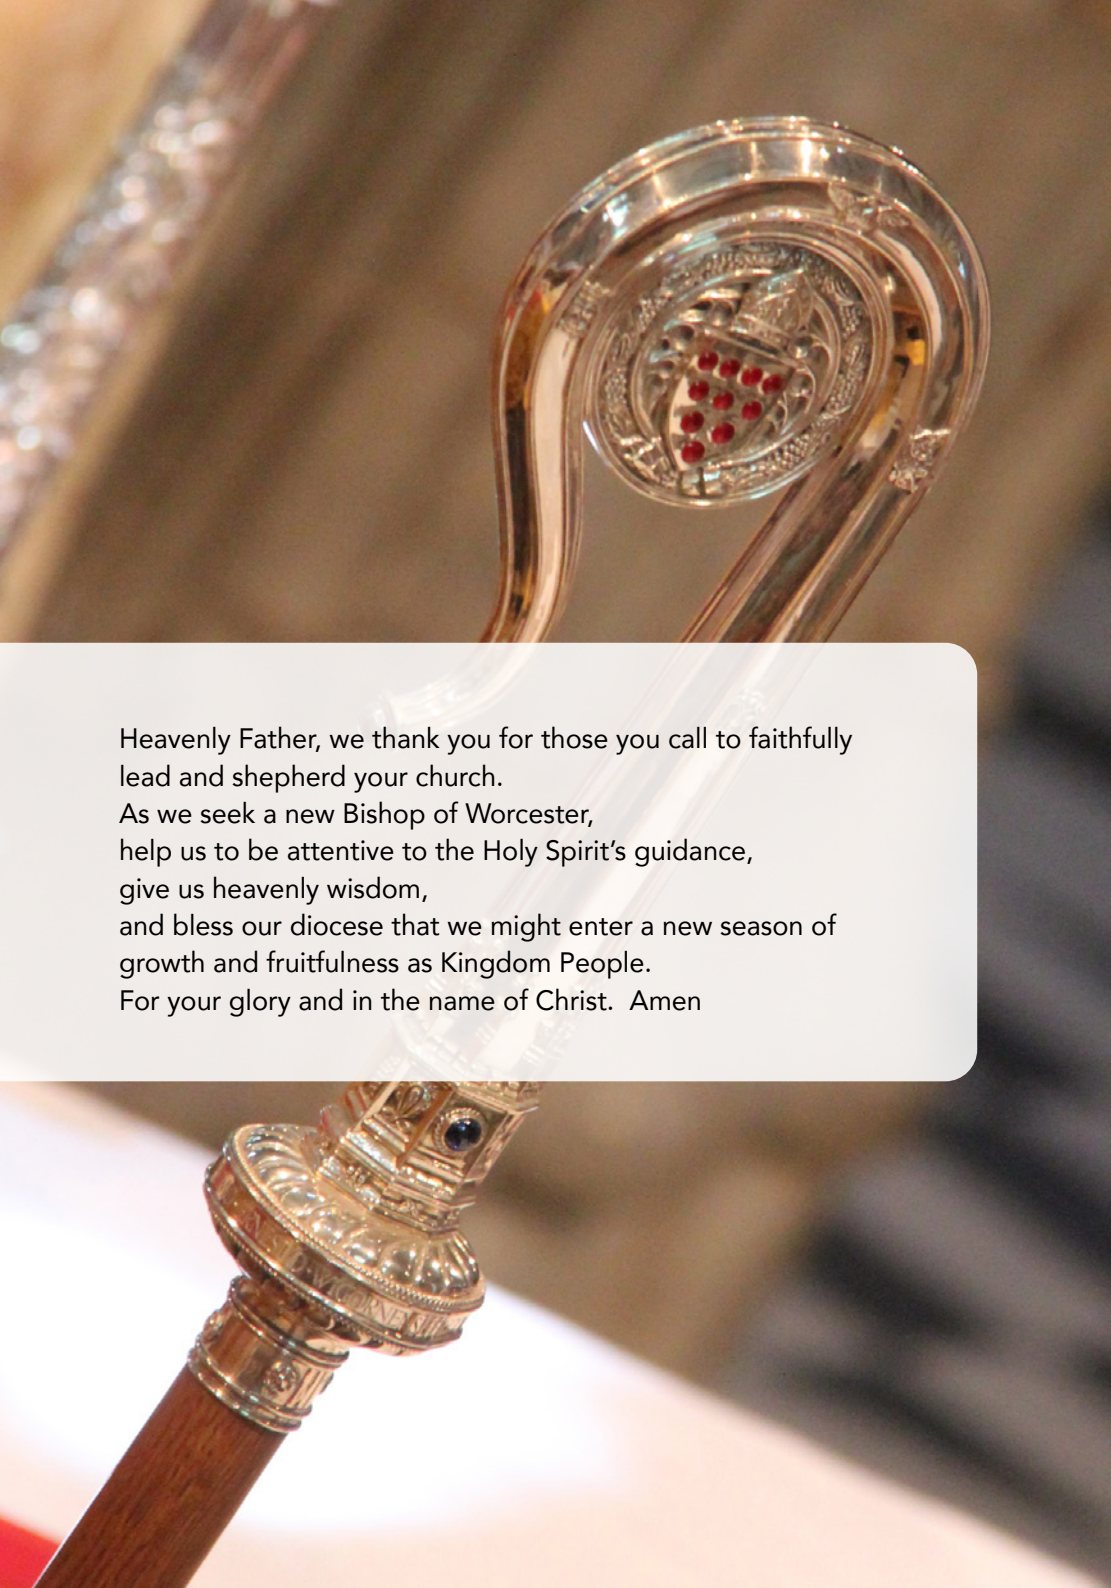 Heavenly Father, we thank you for those you call to faithfully
lead and shepherd your church.
As we seek a new Bishop of Worcester,
help us to be attentive to the Holy Spirit’s guidance,
give us heavenly wisdom,
and bless our diocese that we might enter a new season of
growth and fruitfulness as Kingdom People.
For your glory and in the name of Christ.  Amen